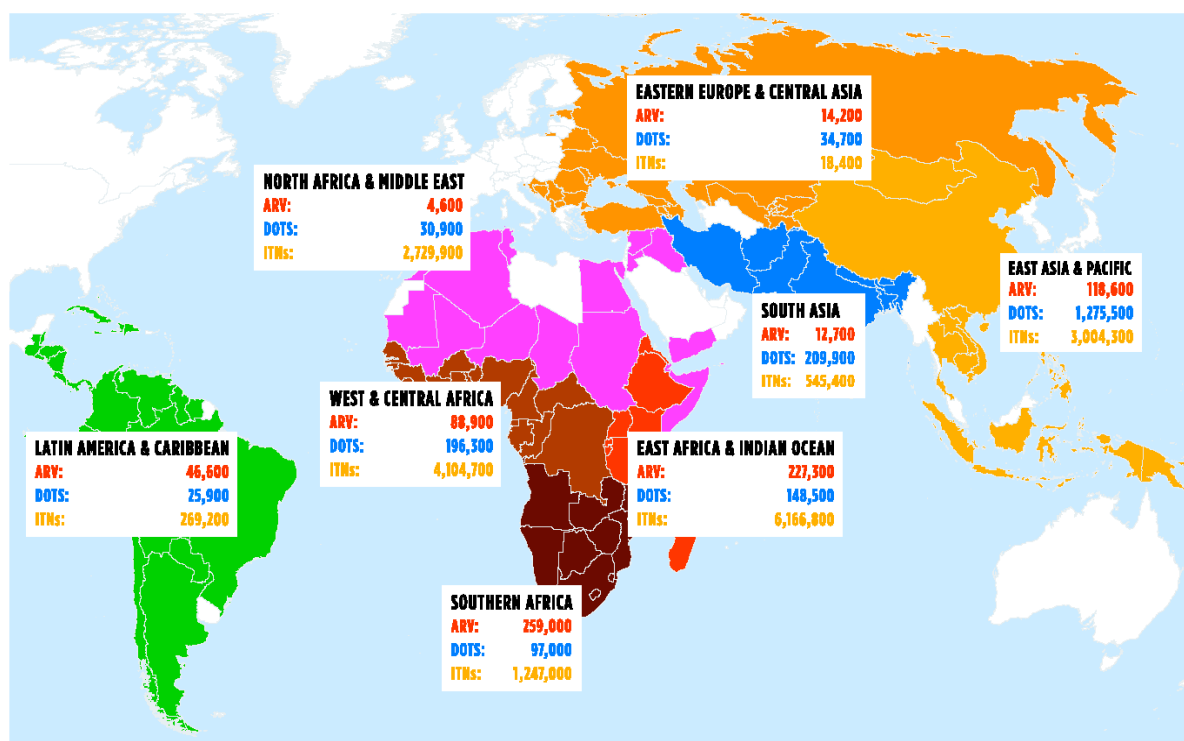 EASTERN EUROPE & CENTRAL ASIA
ARV: 14,200
DOTS: 34,700
ITNs: 18,400
NORTH AFRICA & MIDDLE EAST
ARV: 4,600
DOTS: 30,900
ITNs: 2,729,900
EAST ASIA & PACIFIC
ARV: 118,600
DOTS: 1,275,500
ITNs: 3,004,300
SOUTH ASIA
ARV: 12,700
DOTS: 209,900
ITNs: 545,400
WEST & CENTRAL AFRICA
ARV: 88,900
DOTS: 196,300
ITNs: 4,104,700
LATIN AMERICA & CARIBBEAN
ARV: 46,600
DOTS: 25,900
ITNs: 269,200
EAST AFRICA & INDIAN OCEAN
ARV: 227,300
DOTS: 148,500
ITNs: 6,166,800
SOUTHERN AFRICA
ARV: 259,000
DOTS: 97,000
ITNs: 1,247,000